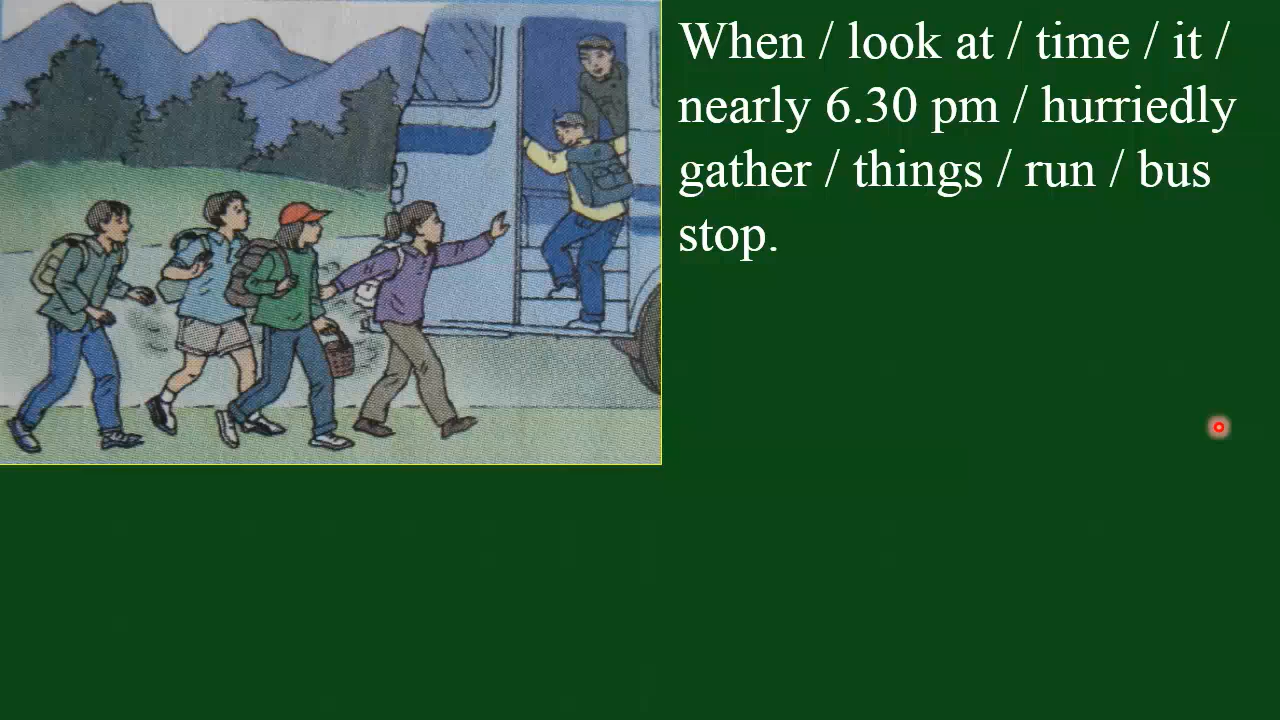 When / look at / time / it /
nearly 6.30 pm / hurriedly
gather / things / run / bus
stop.